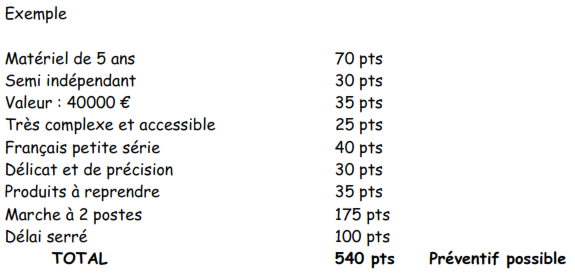 Exemple
Matériel de 5 ans 70 pts
Semi indépendant 30 pts
Valeur : 40000 € 35 pts
Très complexe et accessible 25 pts
Français petite série 40 pts
Délicat et de précision 30 pts
Produits à reprendre 35 pts
Marche à 2 postes 175 pts
Délai serré 100 pts
TOTAL 540 pts Préventif possible